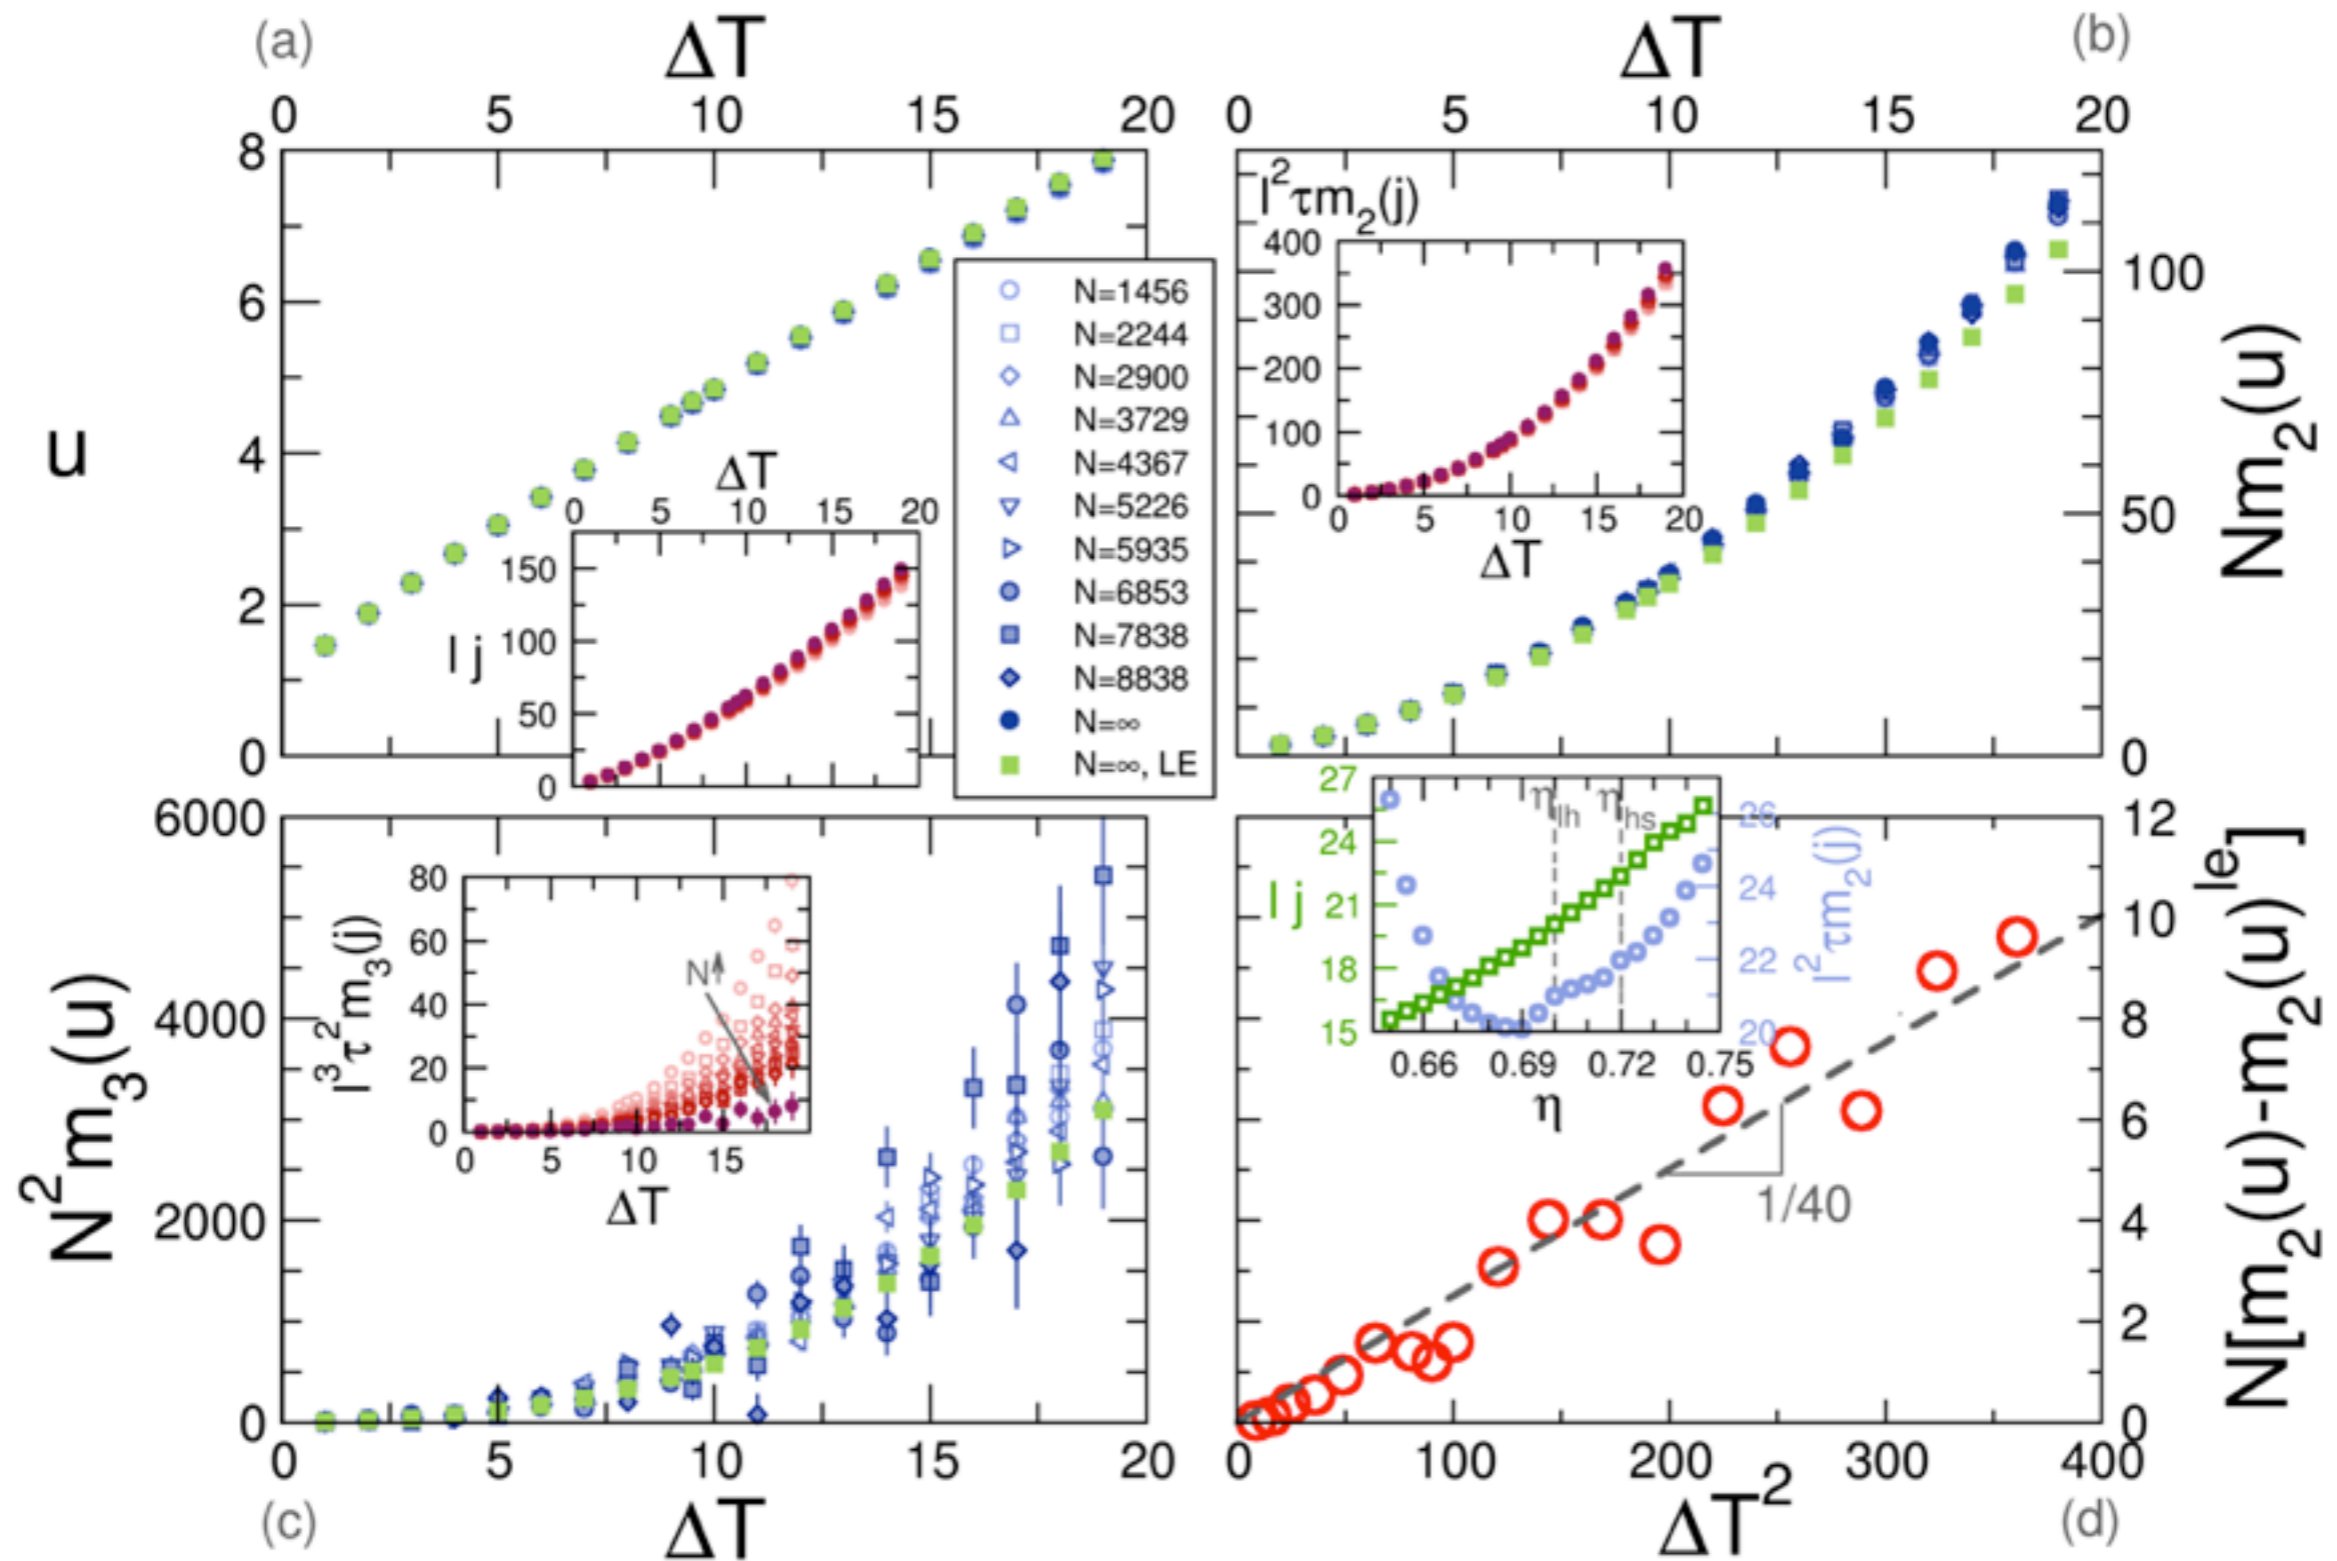 (a) ΔT
0 5 10 15 20
8
6
4
2
0
u
ΔT
0 5 10 15 20
150
100
50
0
l j
N=1456
N=2244
N=2900
N=3729
N=4367
N=5226
N=5935
N=6853
N=7838
N=8838
N=∞
N=∞, LE
ΔT (b)
0 5 10 15 20
l²τm₂(j)
400
300
200
100
0
0 5 10 15 20
ΔT
100
50
0
Nm₂(u)
6000
4000
2000
0
N²m₃(u)
0 5 10 15 20
(c) ΔT
80
60
40
20
0
l³τ²m₃(j)
N
0 5 10 15
ΔT
27
24
21
18
15
l j
η_lh η_hs
26
24
22
20
l²τm₂(j)
0.66 0.69 0.72 0.75
η
12
10
8
6
4
2
0
N[m₂(u)-m₂(u)^le]
1/40
0 100 200 300 400
ΔT² (d)